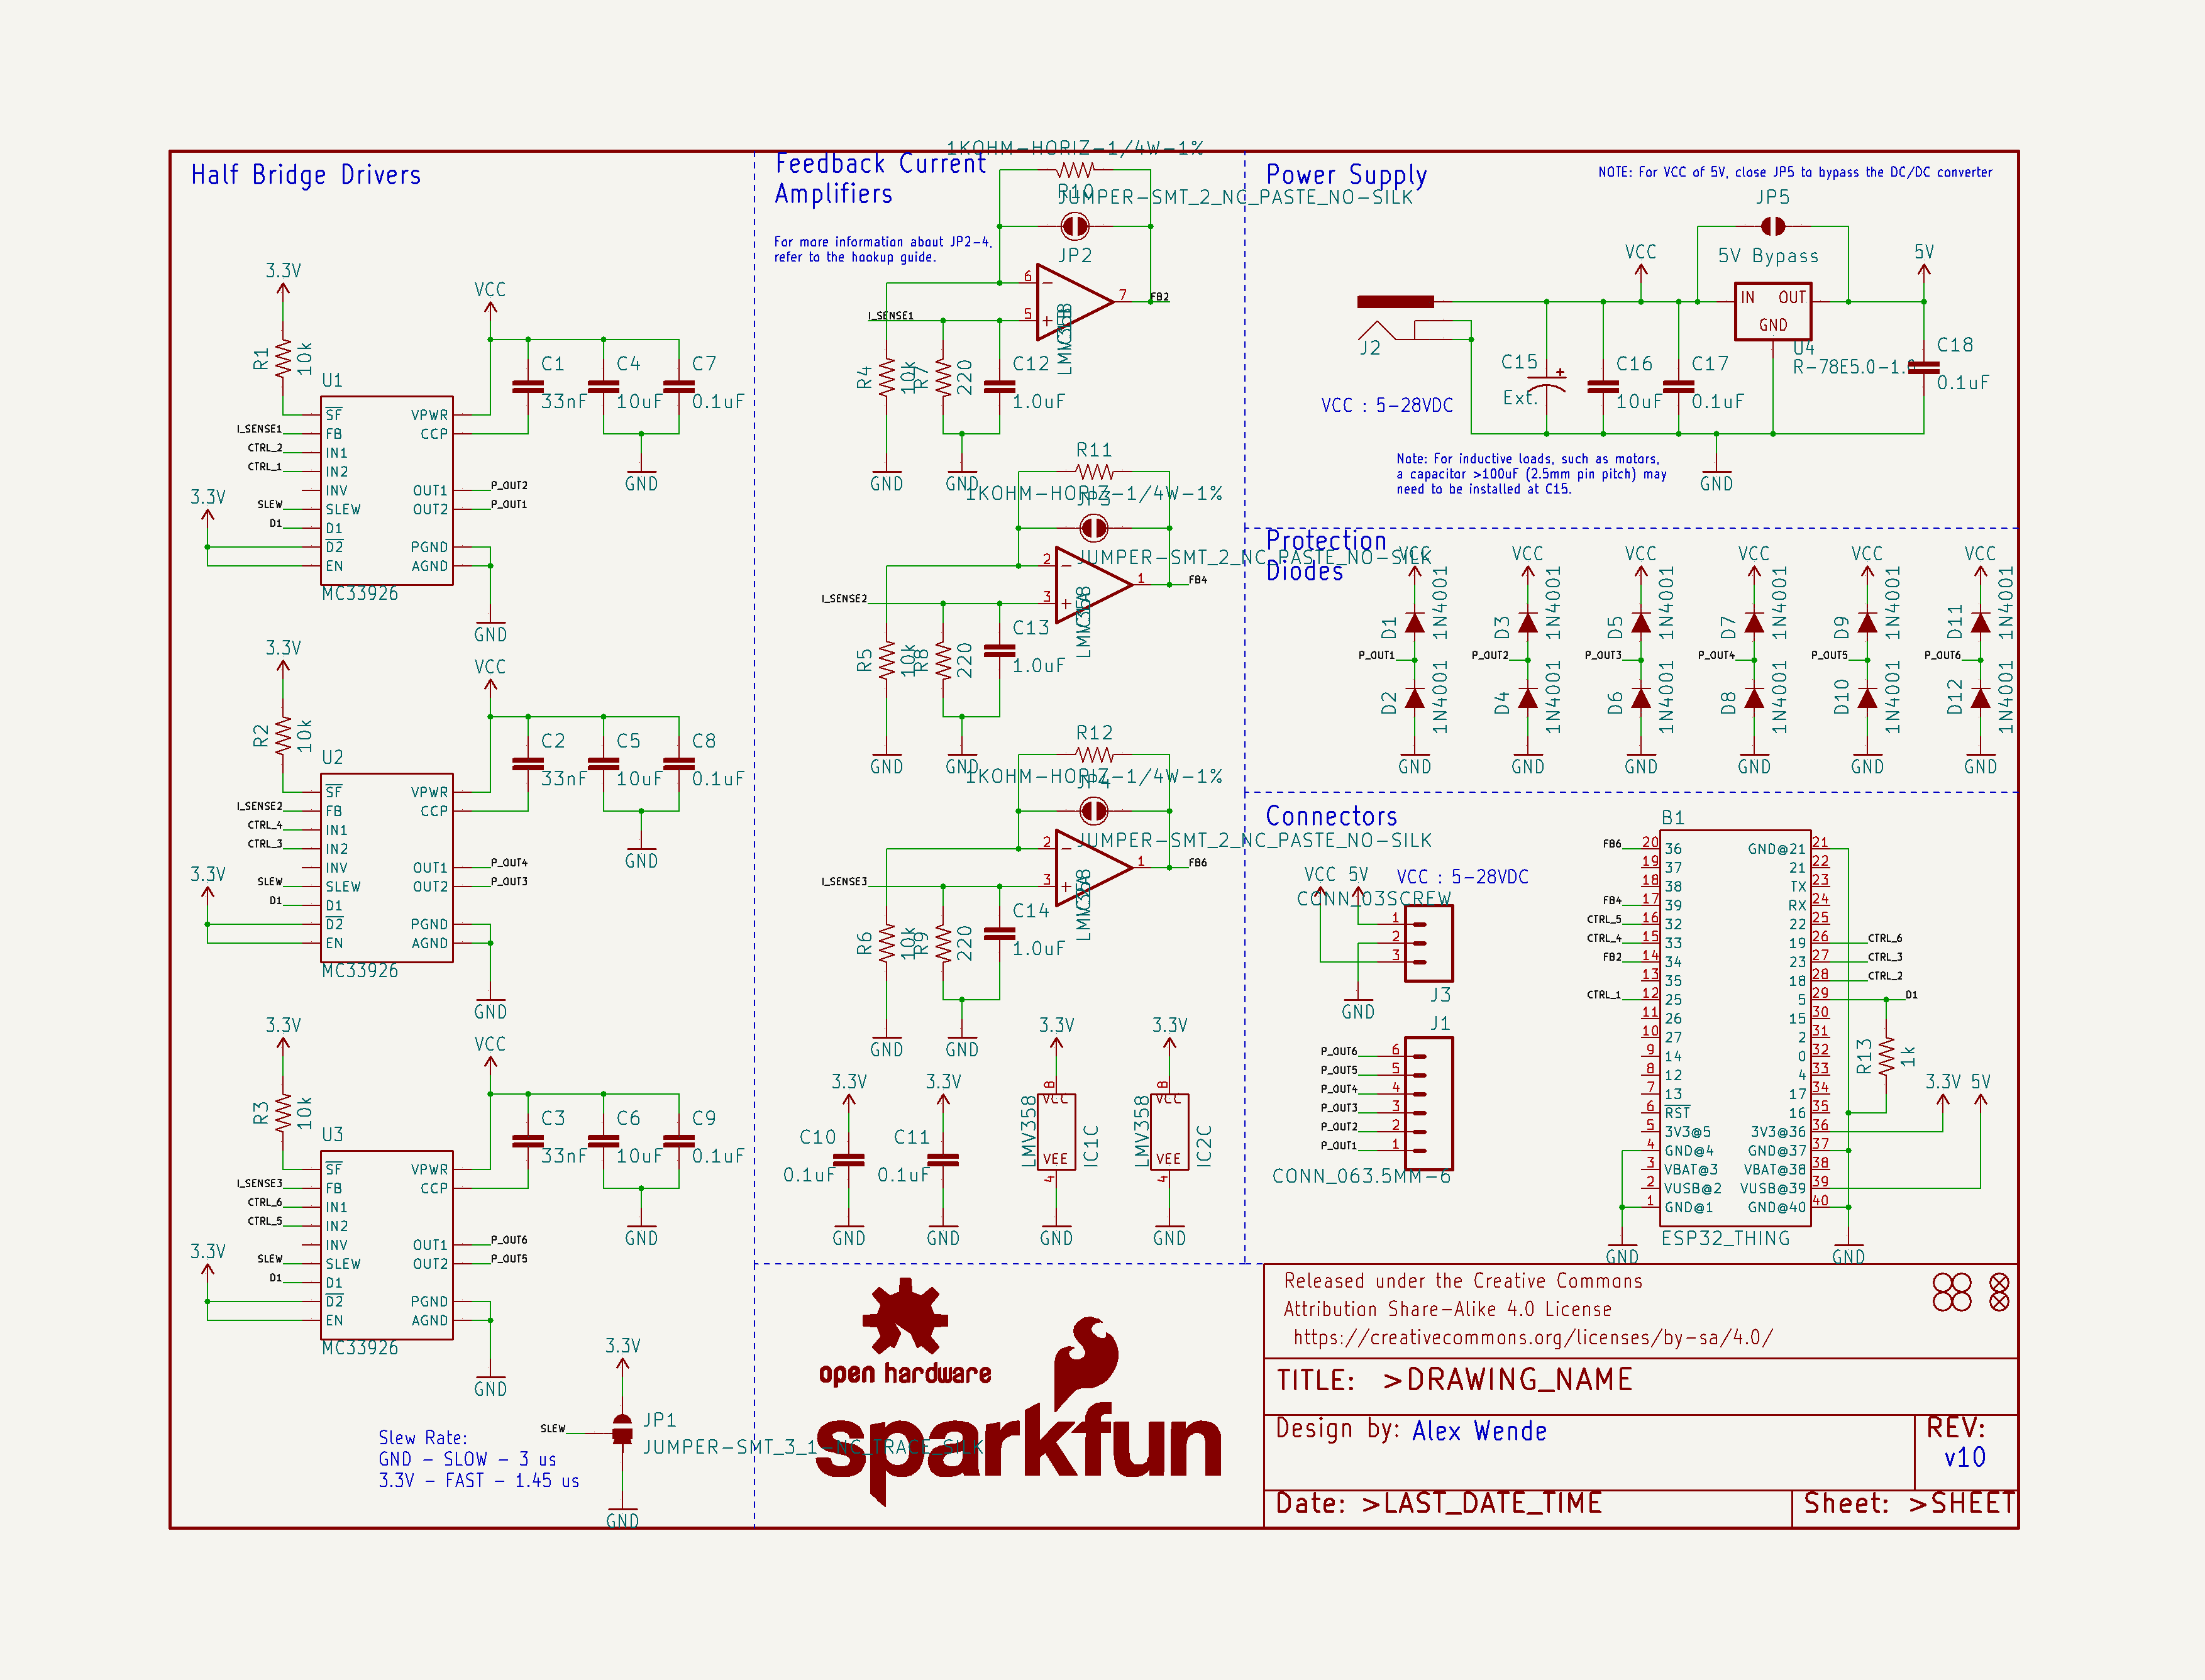 Half Bridge Drivers
3.3V
R1
10k
VCC
U1
C1
33nF
C4
10uF
C7
0.1uF
GND
I_SENSE1
CTRL_2
CTRL_1
SLEW
D1
3.3V
SF
FB
IN1
IN2
INV
SLEW
D1
D2
EN
VPWR
CCP
OUT1
OUT2
PGND
AGND
P_OUT2
P_OUT1
MC33926
GND
3.3V
R2
10k
VCC
U2
C2
33nF
C5
10uF
C8
0.1uF
GND
I_SENSE2
CTRL_4
CTRL_3
SLEW
D1
3.3V
SF
FB
IN1
IN2
INV
SLEW
D1
D2
EN
VPWR
CCP
OUT1
OUT2
PGND
AGND
P_OUT4
P_OUT3
MC33926
GND
3.3V
R3
10k
VCC
U3
C3
33nF
C6
10uF
C9
0.1uF
GND
I_SENSE3
CTRL_6
CTRL_5
SLEW
D1
3.3V
SF
FB
IN1
IN2
INV
SLEW
D1
D2
EN
VPWR
CCP
OUT1
OUT2
PGND
AGND
P_OUT6
P_OUT5
MC33926
GND
3.3V
SLEW
JP1
JUMPER-SMT_3_1-NC_TRACE_SILK
GND
Slew Rate:
GND - SLOW - 3 us
3.3V - FAST - 1.45 us
Feedback Current
Amplifiers
For more information about JP2-4,
refer to the hookup guide.
1KOHM-HORIZ-1/4W-1%
R10
JUMPER-SMT_2_NC_PASTE_NO-SILK
JP2
6
5
7
FB2
I_SENSE1
LMV358
R4
10k
R7
220
C12
1.0uF
GND
GND
R11
1KOHM-HORIZ-1/4W-1%
JP3
JUMPER-SMT_2_NC_PASTE_NO-SILK
2
3
1
FB4
I_SENSE2
LMV358
R5
10k
R8
220
C13
1.0uF
GND
GND
R12
1KOHM-HORIZ-1/4W-1%
JP4
JUMPER-SMT_2_NC_PASTE_NO-SILK
2
3
1
FB6
I_SENSE3
LMV358
R6
10k
R9
220
C14
1.0uF
GND
GND
3.3V
C10
0.1uF
GND
3.3V
C11
0.1uF
GND
3.3V
8
VCC
VEE
4
LMV358
IC1C
GND
3.3V
8
VCC
VEE
4
LMV358
IC2C
GND
Power Supply
NOTE: For VCC of 5V, close JP5 to bypass the DC/DC converter
JP5
5V Bypass
VCC
5V
IN
OUT
GND
U4
R-78E5.0-1.0
J2
C15
Ext.
C16
10uF
C17
0.1uF
C18
0.1uF
VCC : 5-28VDC
GND
Note: For inductive loads, such as motors,
a capacitor >100uF (2.5mm pin pitch) may
need to be installed at C15.
Protection
Diodes
VCC
VCC
VCC
VCC
VCC
VCC
D1
1N4001
D3
1N4001
D5
1N4001
D7
1N4001
D9
1N4001
D11
1N4001
P_OUT1
P_OUT2
P_OUT3
P_OUT4
P_OUT5
P_OUT6
D2
1N4001
D4
1N4001
D6
1N4001
D8
1N4001
D10
1N4001
D12
1N4001
GND
GND
GND
GND
GND
GND
Connectors
VCC
5V
VCC : 5-28VDC
CONN_03SCREW
1
2
3
J3
GND
J1
P_OUT6 6
P_OUT5 5
P_OUT4 4
P_OUT3 3
P_OUT2 2
P_OUT1 1
CONN_063.5MM-6
B1
FB6 20 36 GND@21 21
19 37 21 22
18 38 TX 23
FB4 17 39 RX 24
CTRL_5 16 32 22 25
CTRL_4 15 33 19 26 CTRL_6
FB2 14 34 23 27 CTRL_3
13 35 18 28 CTRL_2
CTRL_1 12 25 5 29 D1
11 26 15 30
10 27 2 31
9 14 0 32
8 12 4 33
7 13 17 34
6 RST 16 35
5 3V3@5 3V3@36 36
4 GND@4 GND@37 37
3 VBAT@3 VBAT@38 38
2 VUSB@2 VUSB@39 39
1 GND@1 GND@40 40
R13
1k
3.3V
5V
GND
ESP32_THING
GND
open hardware
sparkfun
Released under the Creative Commons
Attribution Share-Alike 4.0 License
https://creativecommons.org/licenses/by-sa/4.0/
TITLE: >DRAWING_NAME
Design by: Alex Wende
REV:
v10
Date: >LAST_DATE_TIME
Sheet: >SHEET